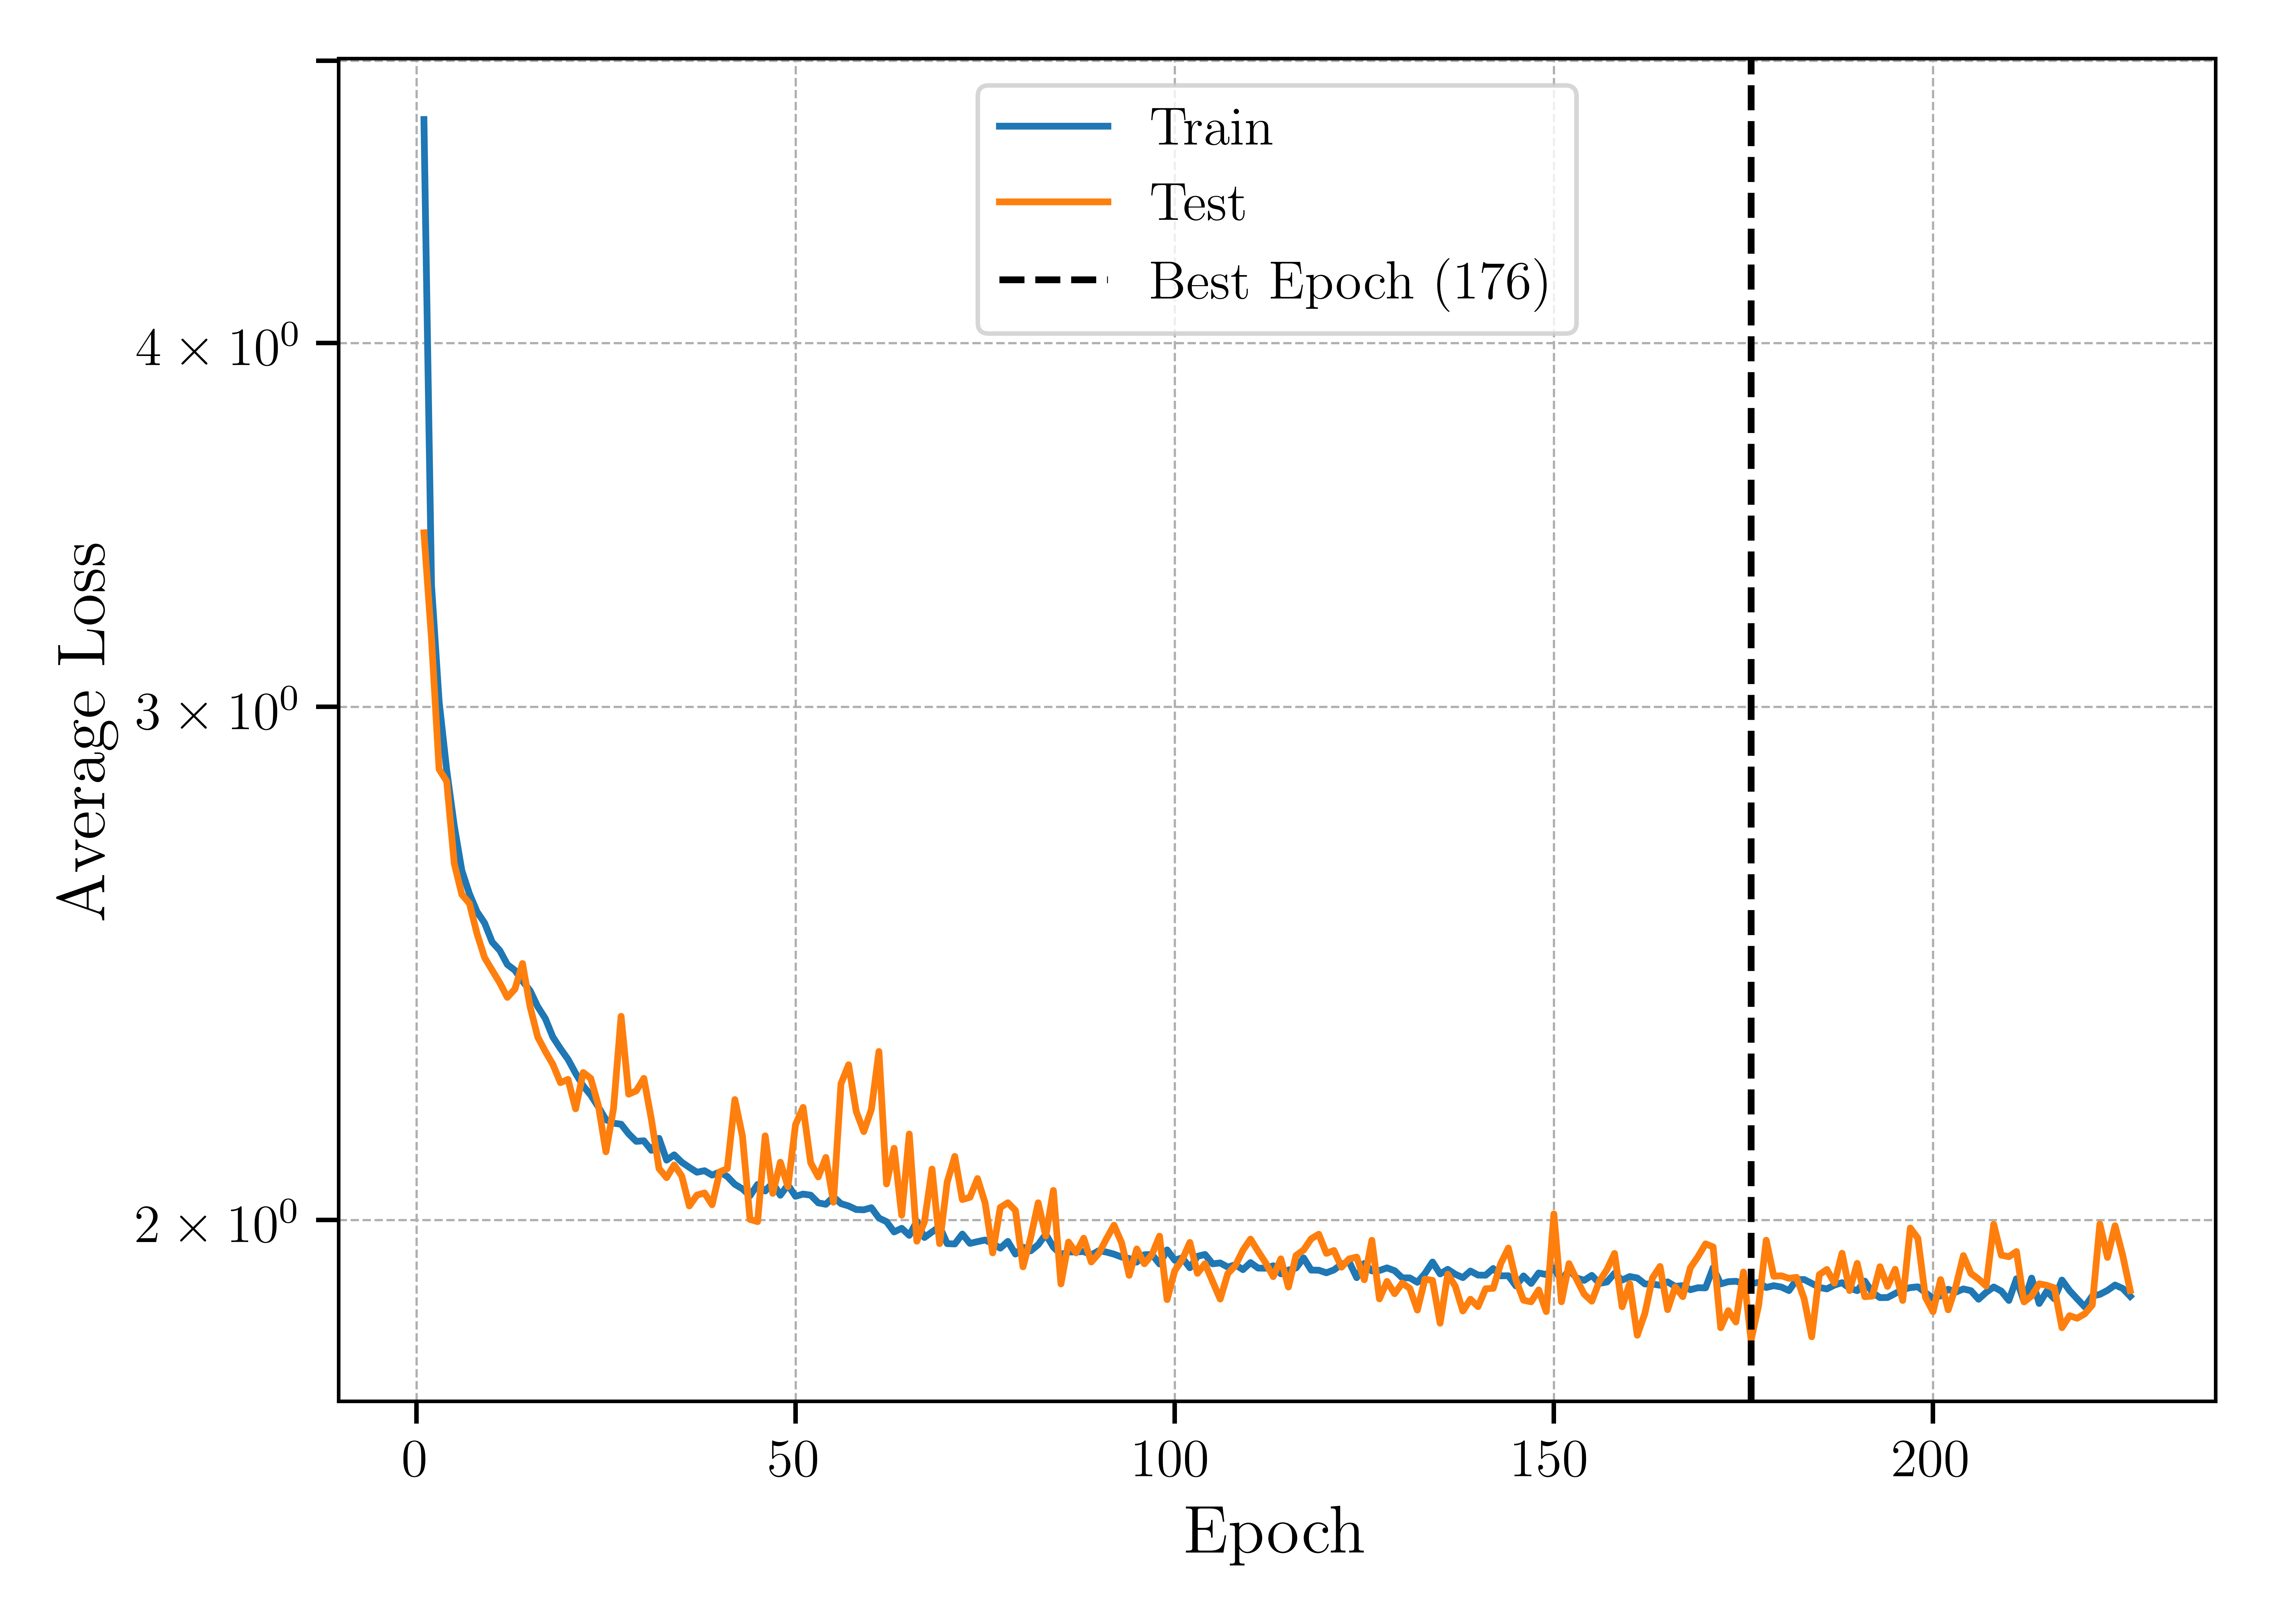 Train
Test
Best Epoch (176)
4 × 10⁰
3 × 10⁰
2 × 10⁰
Average Loss
0 50 100 150 200
Epoch